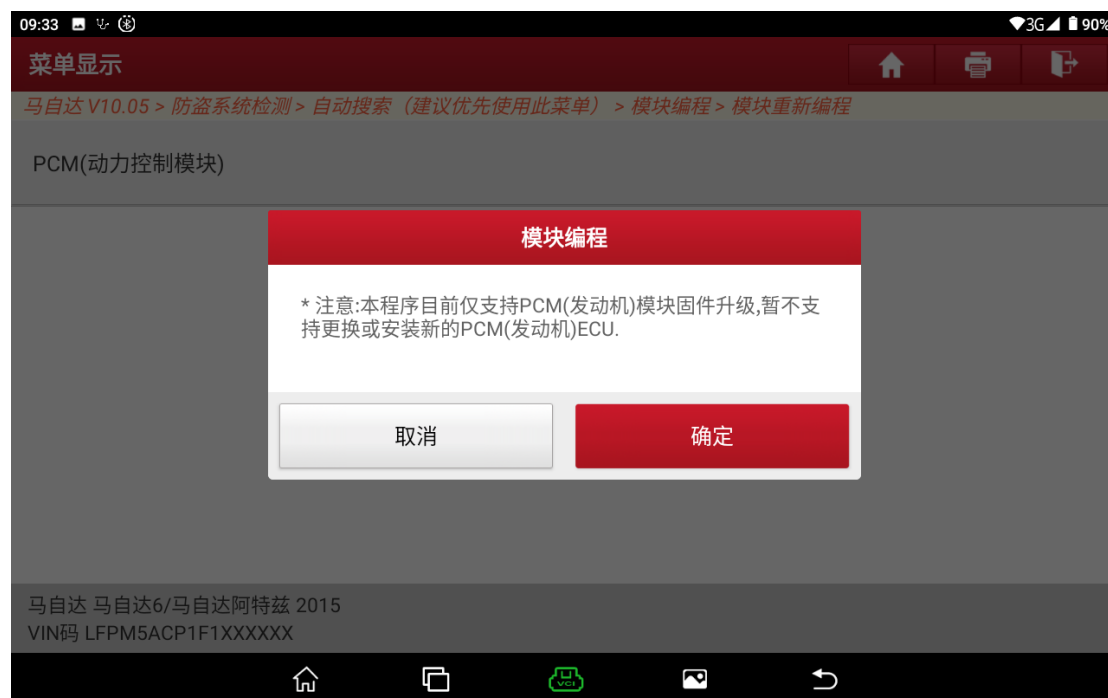 09:33
3G 90%
菜单显示
马自达 V10.05 > 防盗系统检测 > 自动搜索（建议优先使用此菜单） > 模块编程 > 模块重新编程
PCM(动力控制模块)
模块编程
* 注意:本程序目前仅支持PCM(发动机)模块固件升级,暂不支
持更换或安装新的PCM(发动机)ECU.
取消
确定
马自达 马自达6/马自达阿特兹 2015
VIN码 LFPM5ACP1F1XXXXXX
VCI